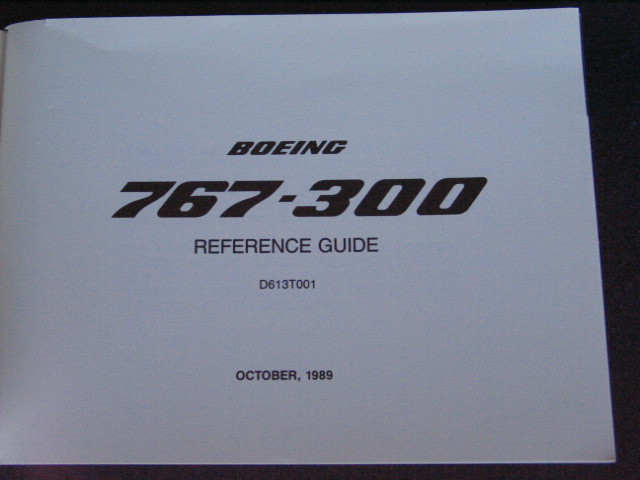 BOEING
767-300
REFERENCE GUIDE
D613T001
OCTOBER, 1989